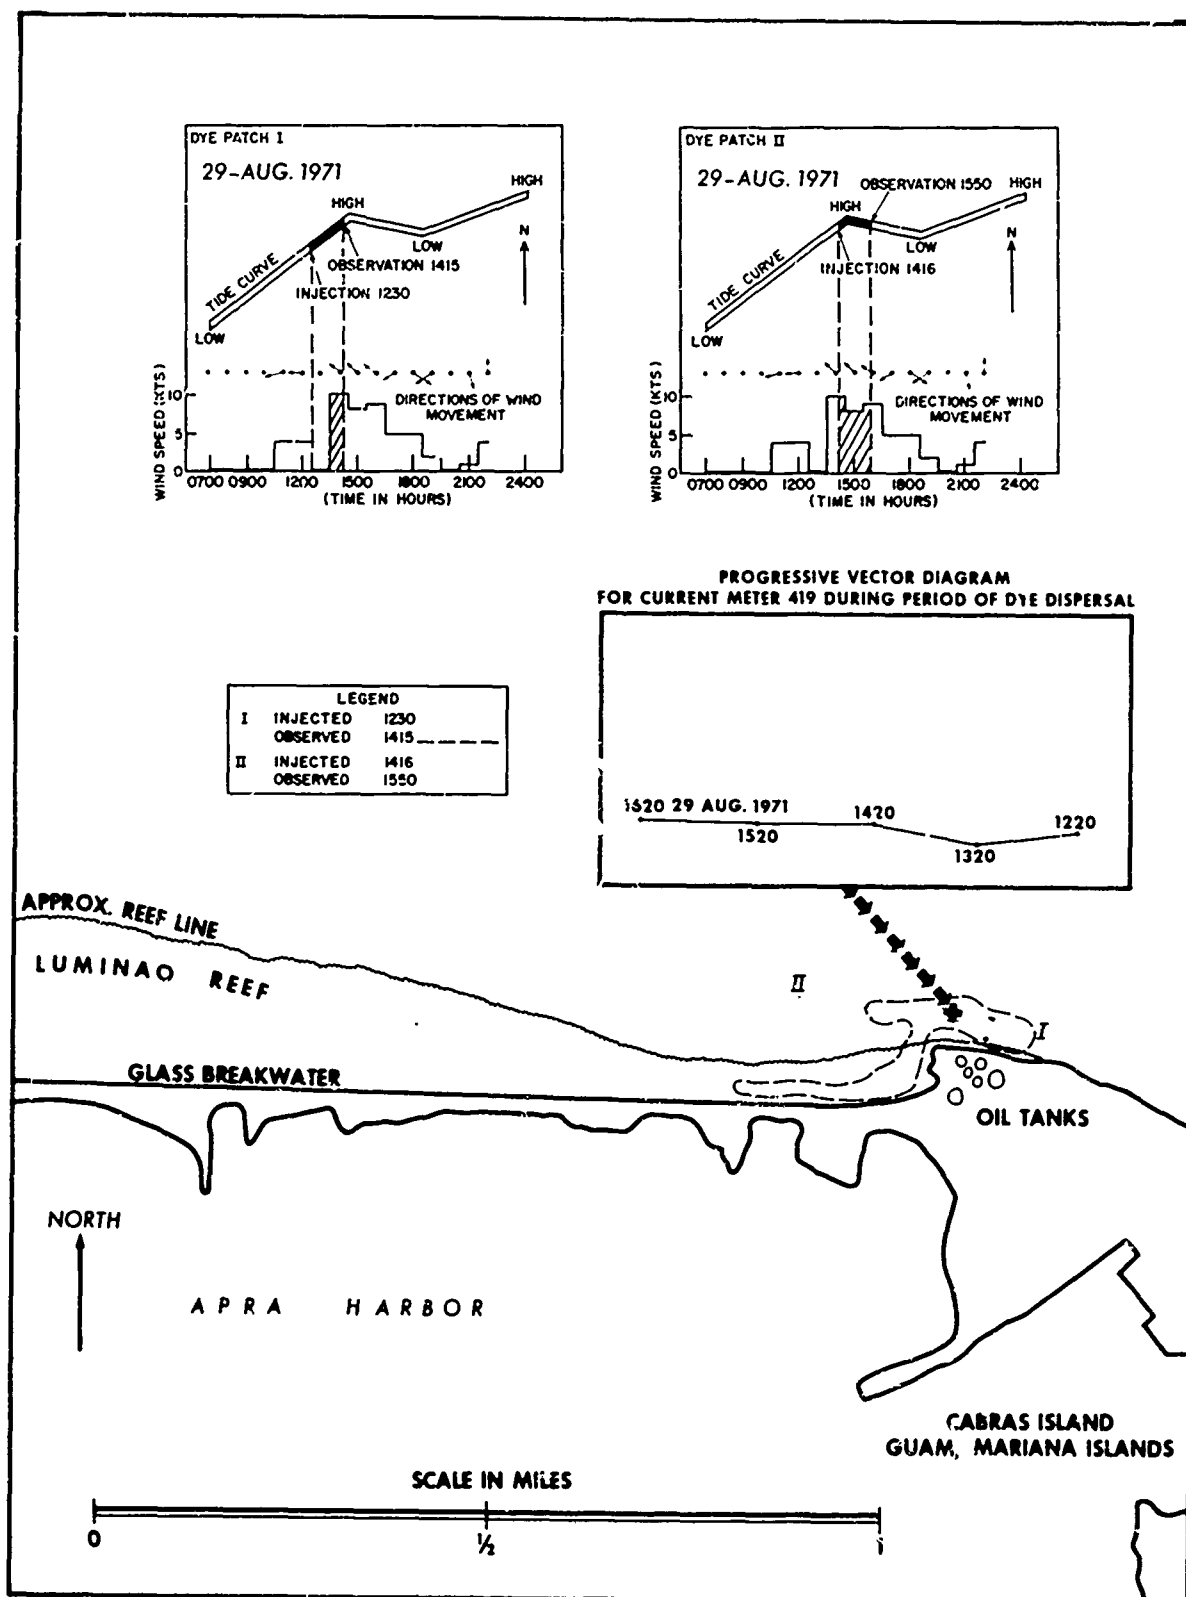 DYE PATCH I
29-AUG. 1971
HIGH
HIGH
LOW
N
OBSERVATION 1415
INJECTION 1230
TIDE CURVE
LOW
DIRECTIONS OF WIND
MOVEMENT
WIND SPEED (KTS)
10
5
0
0700 0900 1200 1500 1800 2100 2400
(TIME IN HOURS)
DYE PATCH II
29-AUG. 1971
OBSERVATION 1550
HIGH
HIGH
LOW
N
INJECTION 1416
TIDE CURVE
LOW
DIRECTIONS OF WIND
MOVEMENT
WIND SPEED (KTS)
10
5
0
0700 0900 1200 1500 1800 2100 2400
(TIME IN HOURS)
PROGRESSIVE VECTOR DIAGRAM
FOR CURRENT METER 419 DURING PERIOD OF DYE DISPERSAL
1620 29 AUG. 1971
1520
1420
1320
1220
LEGEND
I INJECTED 1230
OBSERVED 1415
II INJECTED 1416
OBSERVED 1550
APPROX. REEF LINE
LUMINAO REEF
II
I
GLASS BREAKWATER
OIL TANKS
NORTH
APRA HARBOR
CABRAS ISLAND
GUAM, MARIANA ISLANDS
SCALE IN MILES
0 1/2 1